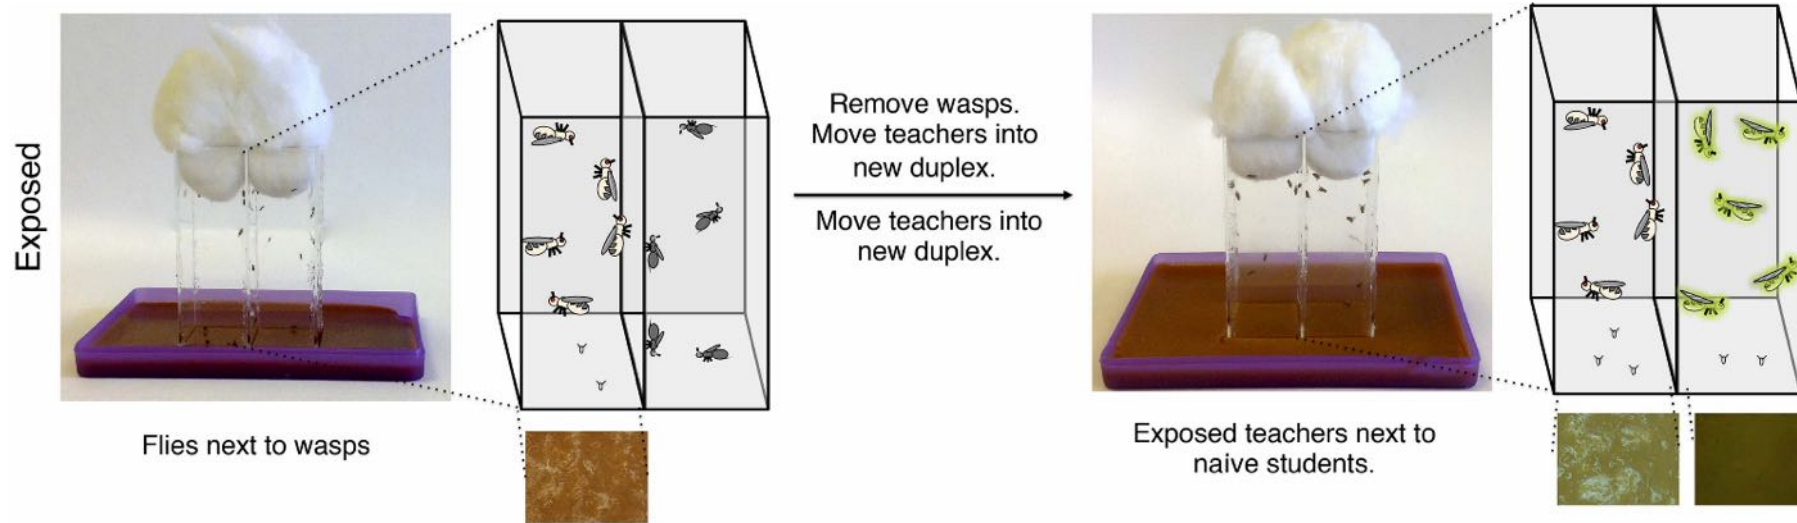 Exposed
Flies next to wasps
Remove wasps.
Move teachers into
new duplex.
Move teachers into
new duplex.
Exposed teachers next to
naive students.